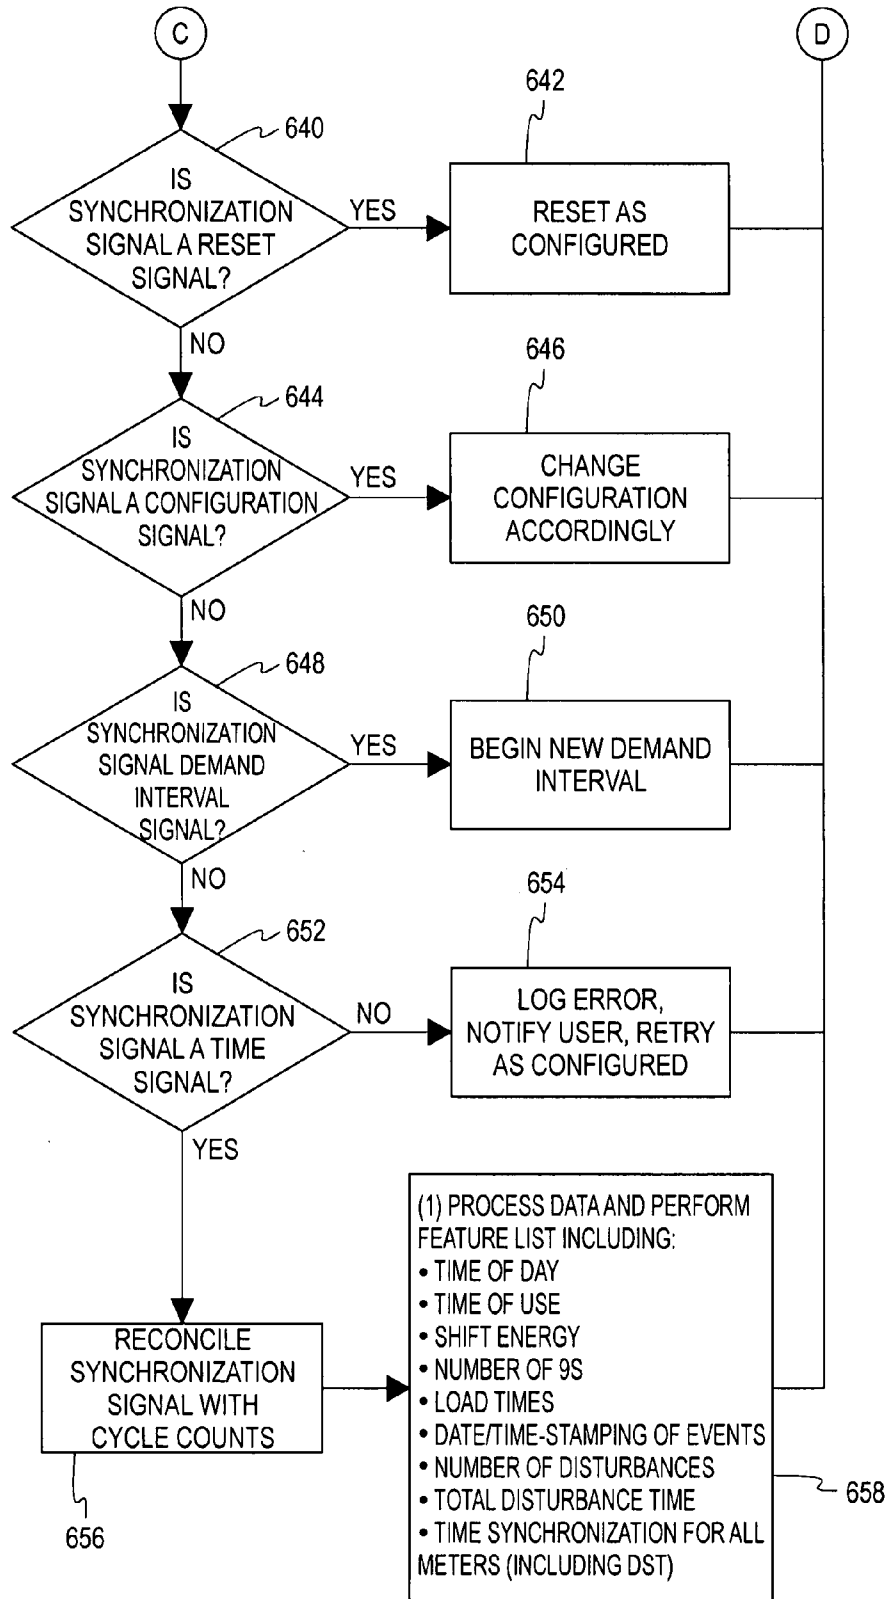 C
D
640
IS
SYNCHRONIZATION
SIGNAL A RESET
SIGNAL?
YES
642
RESET AS
CONFIGURED
NO
644
IS
SYNCHRONIZATION
SIGNAL A CONFIGURATION
SIGNAL?
YES
646
CHANGE
CONFIGURATION
ACCORDINGLY
NO
648
IS
SYNCHRONIZATION
SIGNAL DEMAND
INTERVAL
SIGNAL?
YES
650
BEGIN NEW DEMAND
INTERVAL
NO
652
IS
SYNCHRONIZATION
SIGNAL A TIME
SIGNAL?
NO
654
LOG ERROR,
NOTIFY USER, RETRY
AS CONFIGURED
YES
RECONCILE
SYNCHRONIZATION
SIGNAL WITH
CYCLE COUNTS
656
(1) PROCESS DATA AND PERFORM
FEATURE LIST INCLUDING:
• TIME OF DAY
• TIME OF USE
• SHIFT ENERGY
• NUMBER OF 9S
• LOAD TIMES
• DATE/TIME-STAMPING OF EVENTS
• NUMBER OF DISTURBANCES
• TOTAL DISTURBANCE TIME
• TIME SYNCHRONIZATION FOR ALL
METERS (INCLUDING DST)
658